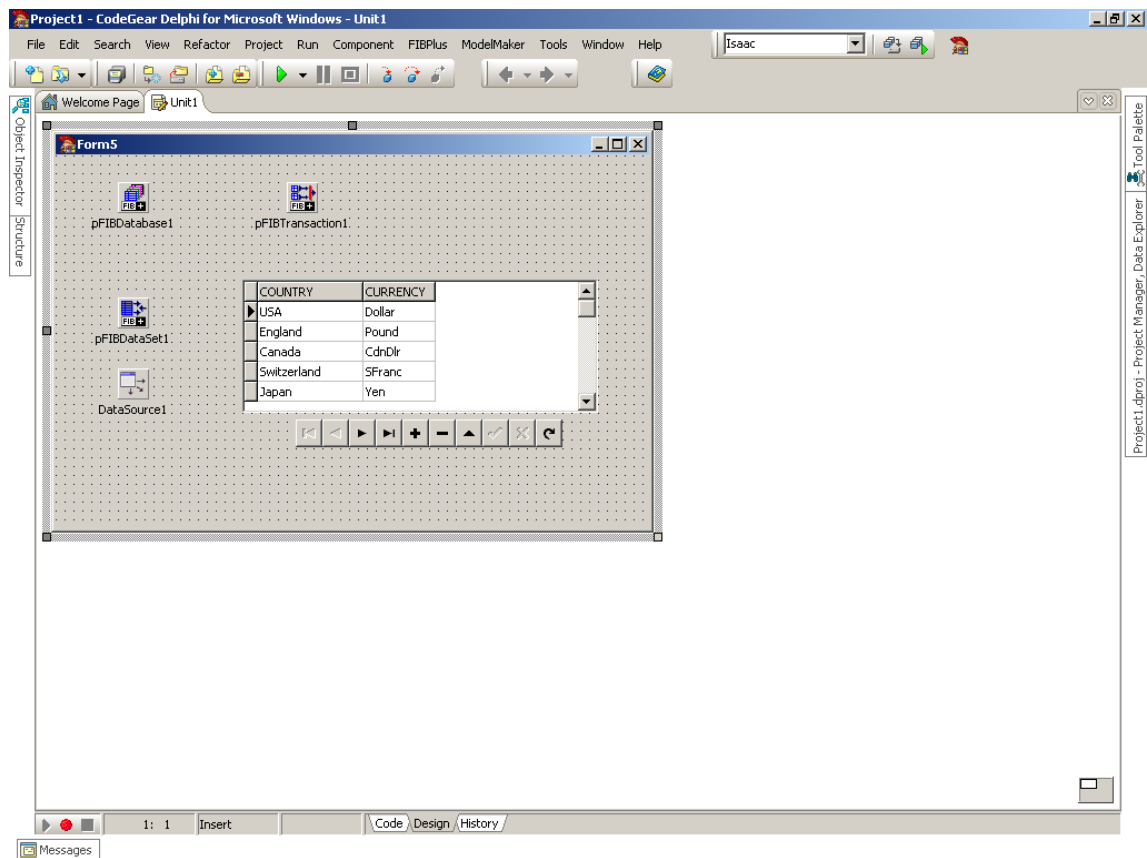 Project1 - CodeGear Delphi for Microsoft Windows - Unit1
File Edit Search View Refactor Project Run Component FIBPlus ModelMaker Tools Window Help
Isaac
Welcome Page
Unit1
Object Inspector
Structure
Form5
FIB
pFIBDatabase1
FIB
pFIBTransaction1
FIB
pFIBDataSet1
DataSource1
COUNTRY CURRENCY
USA Dollar
England Pound
Canada CdnDlr
Switzerland SFranc
Japan Yen
Tool Palette
Project1.dproj - Project Manager, Data Explorer
1: 1 Insert
Code Design History
Messages